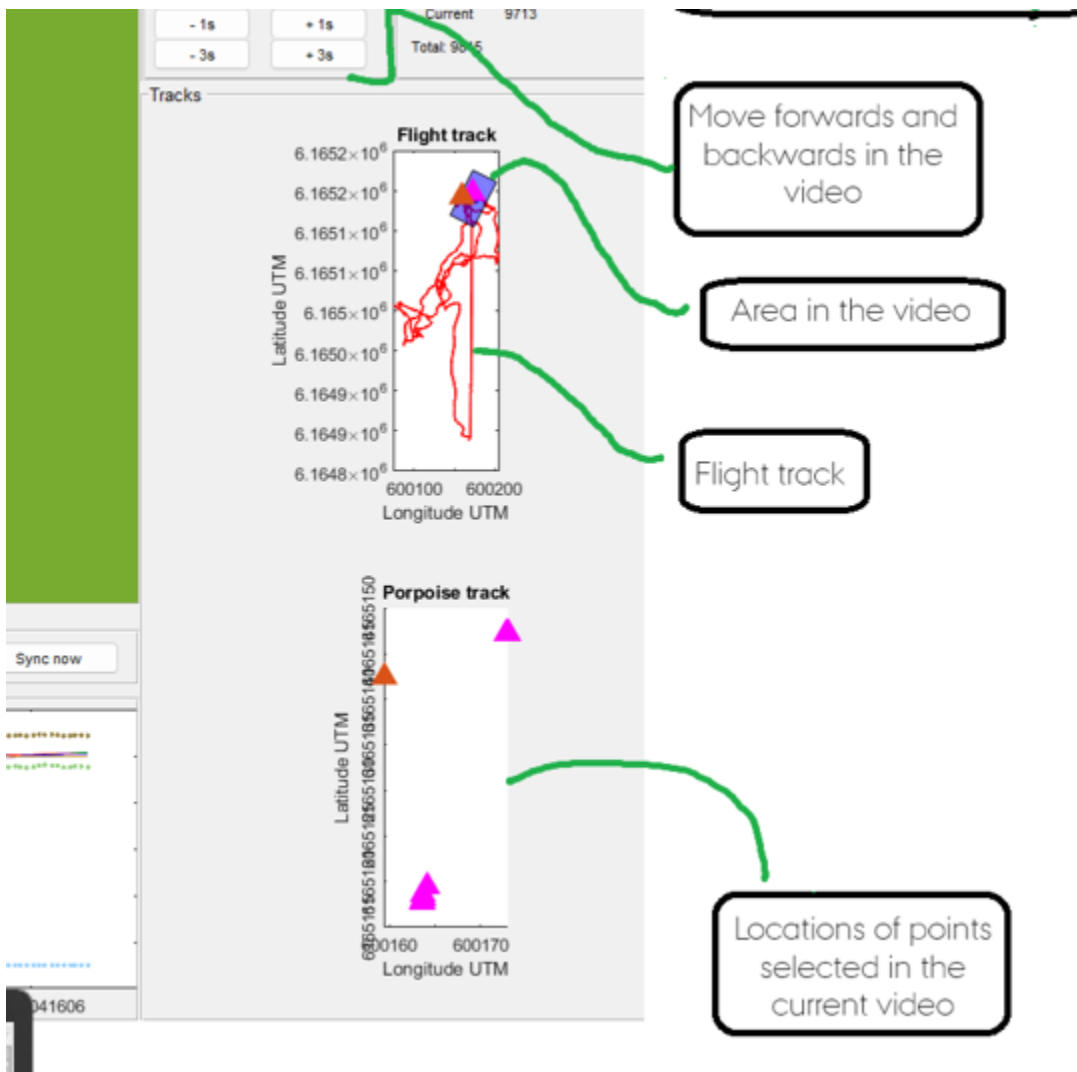 - 1s
+ 1s
Current 9713
- 3s
+ 3s
Total: 9815
Tracks
Move forwards and
backwards in the
video
Flight track
6.1652×10⁶
6.1652×10⁶
6.1651×10⁶
6.1651×10⁶
6.165×10⁶
6.1650×10⁶
6.1649×10⁶
6.1649×10⁶
6.1648×10⁶
Latitude UTM
600100 600200
Longitude UTM
Area in the video
Flight track
Porpoise track
Latitude UTM
600160 600170
Longitude UTM
Sync now
Locations of points
selected in the
current video
041606